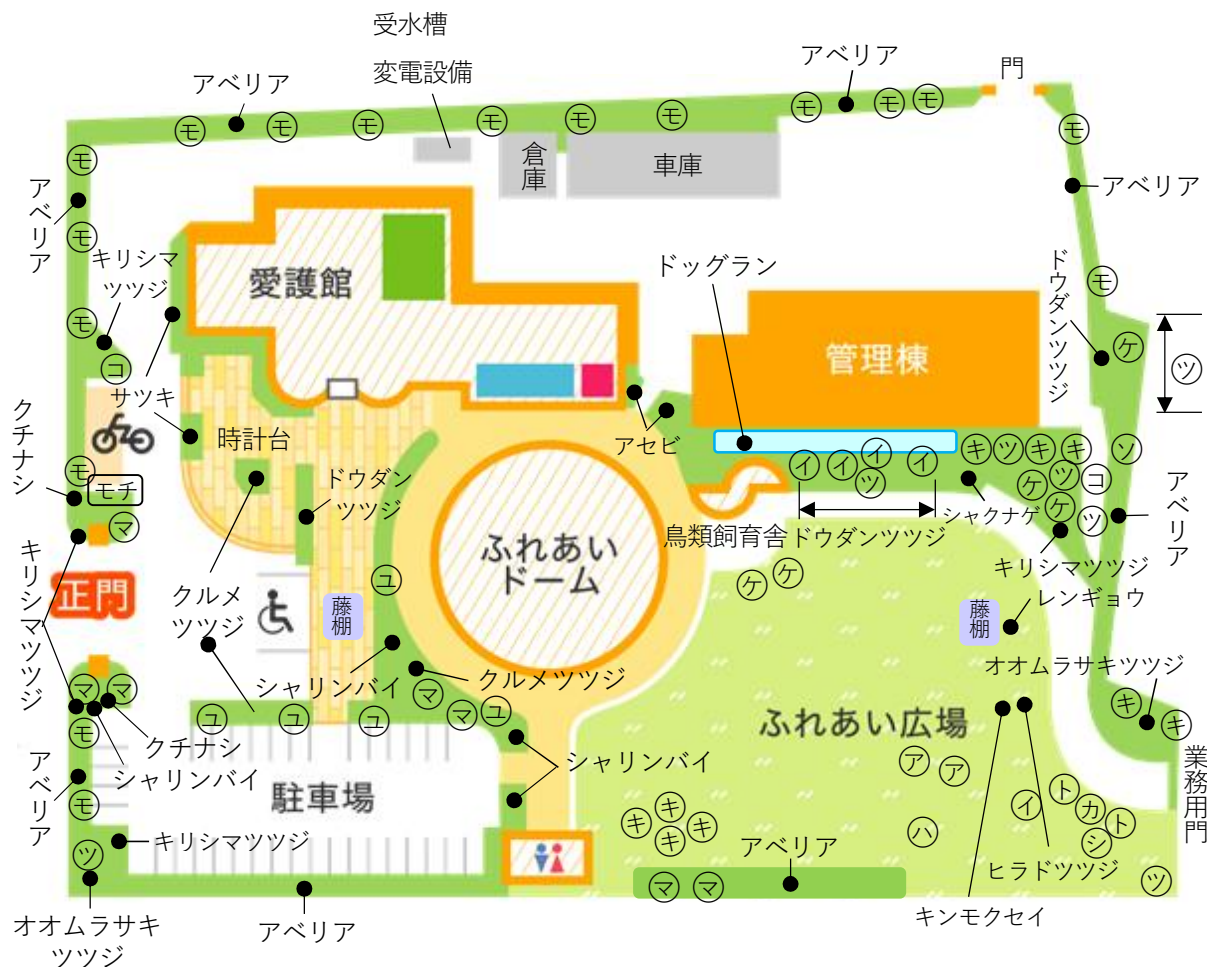 受水槽
変電設備
アベリア
アベリア
門
㋲
㋲
㋲
㋲
㋲
㋲
㋲
㋲
㋲
㋲
倉庫
車庫
㋲
㋲
アベリア
アベリア
㋲
キリシマ
ツツジ
愛護館
ドッグラン
ドウダンツツジ
㋲
㋲
㋙
管理棟
㋘
㋡
サツキ
クチナシ
時計台
アセビ
㋑
㋑
㋑
㋑
㋡
㋖
㋡
㋖
㋖
㋞
㋲
モチ
㋮
ドウダン
ツツジ
シャクナゲ
㋘
㋡
㋙
㋘
㋡
アベリア
キリシマツツジ
正門
ふれあい
ドーム
鳥類飼育舎
ドウダンツツジ
キリシマツツジ
㋘
㋘
クルメ
ツツジ
藤棚
㋴
藤棚
レンギョウ
オオムラサキツツジ
シャリンバイ
クルメツツジ
㋮
㋮
㋮
㋮
㋴
㋴
㋴
㋴
㋖
㋖
㋲
クチナシ
シャリンバイ
シャリンバイ
ふれあい広場
業務用門
アベリア
㋲
駐車場
㋐
㋐
㋑
㋣
㋕
㋣
㋛
㋩
㋖
㋖
㋖
㋖
キリシマツツジ
㋡
アベリア
㋮
㋮
ヒラドツツジ
㋡
キンモクセイ
オオムラサキ
ツツジ
アベリア